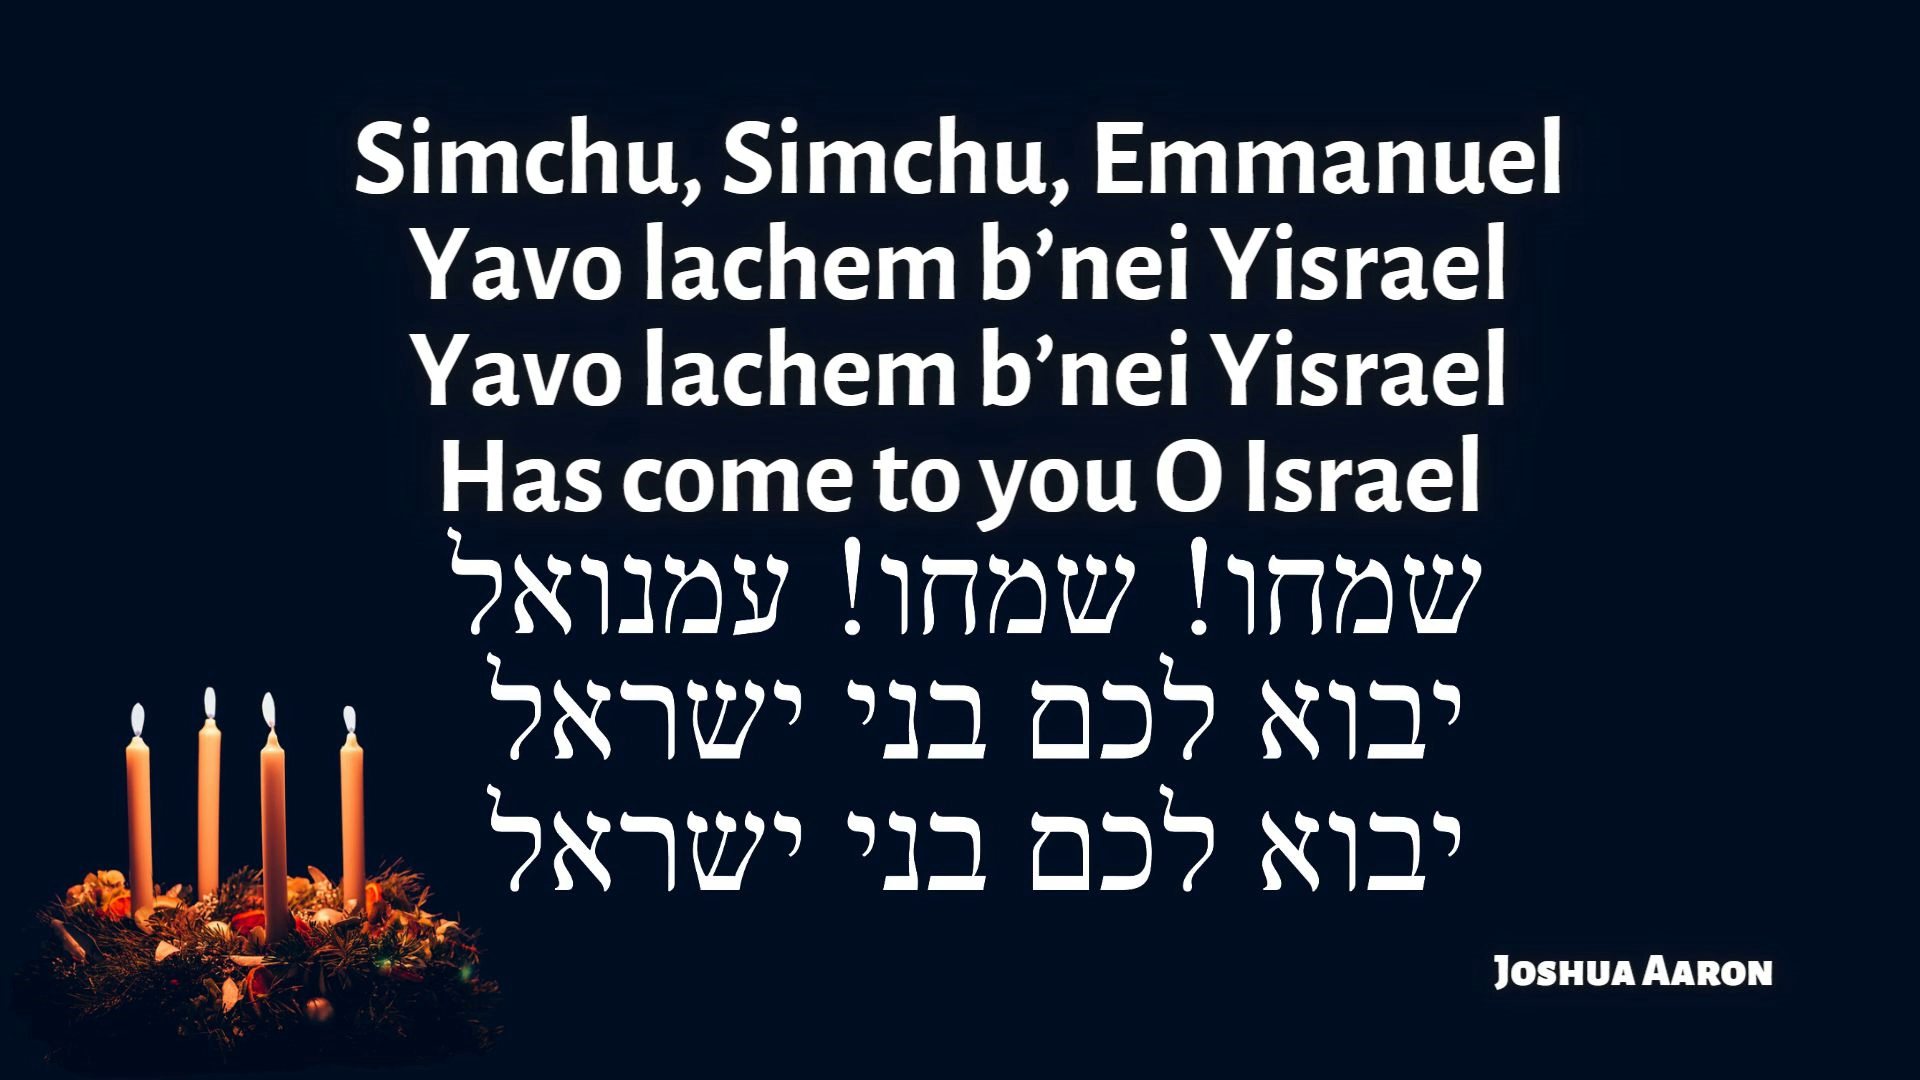 Simchu, Simchu, Emmanuel
Yavo lachem b’nei Yisrael
Yavo lachem b’nei Yisrael
Has come to you O Israel
שמחו! שמחו! עמנואל
יבוא לכם בני ישראל
יבוא לכם בני ישראל
Joshua Aaron